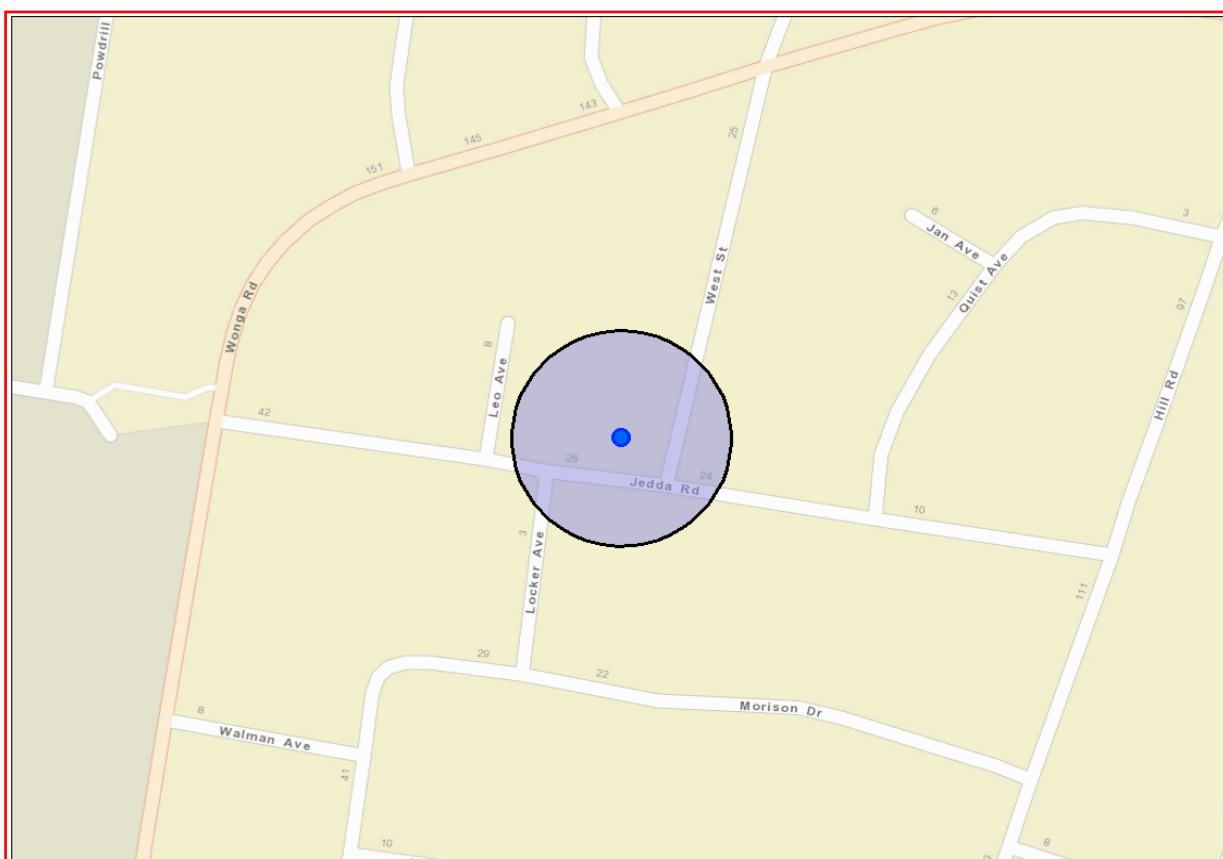 Powdrill
143
145
151
25
6
Jan Ave
3
West St
Quist Ave
13
97
Wonga Rd
8
Leo Ave
Hill Rd
42
26
24
Jedda Rd
10
3
Locker Ave
111
29
22
Morison Dr
8
Walman Ave
41
10
8